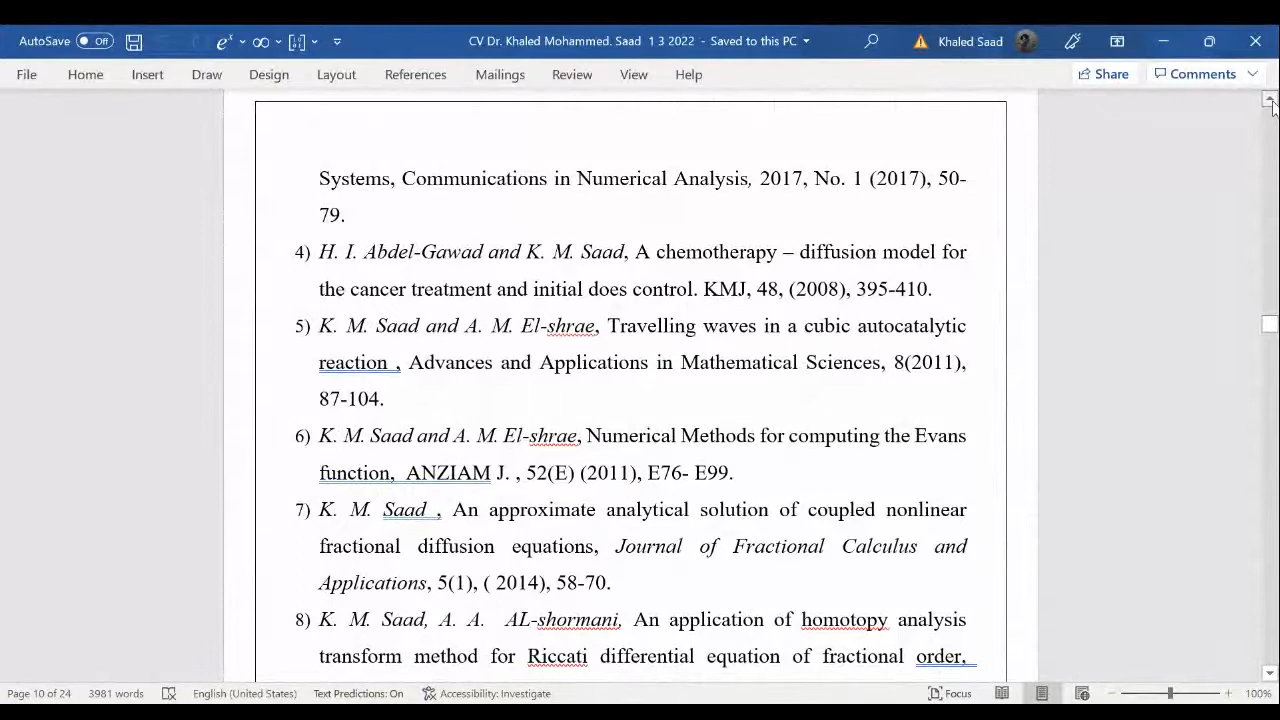 AutoSave Off CV Dr. Khaled Mohammed. Saad 1 3 2022 - Saved to this PC Khaled Saad
File Home Insert Draw Design Layout References Mailings Review View Help Share Comments
Systems, Communications in Numerical Analysis, 2017, No. 1 (2017), 50-
79.
4) H. I. Abdel-Gawad and K. M. Saad, A chemotherapy – diffusion model for
the cancer treatment and initial does control. KMJ, 48, (2008), 395-410.
5) K. M. Saad and A. M. El-shrae, Travelling waves in a cubic autocatalytic
reaction , Advances and Applications in Mathematical Sciences, 8(2011),
87-104.
6) K. M. Saad and A. M. El-shrae, Numerical Methods for computing the Evans
function, ANZIAM J. , 52(E) (2011), E76- E99.
7) K. M. Saad , An approximate analytical solution of coupled nonlinear
fractional diffusion equations, Journal of Fractional Calculus and
Applications, 5(1), ( 2014), 58-70.
8) K. M. Saad, A. A. AL-shormani, An application of homotopy analysis
transform method for Riccati differential equation of fractional order,
Page 10 of 24 3981 words English (United States) Text Predictions: On Accessibility: Investigate Focus 100%